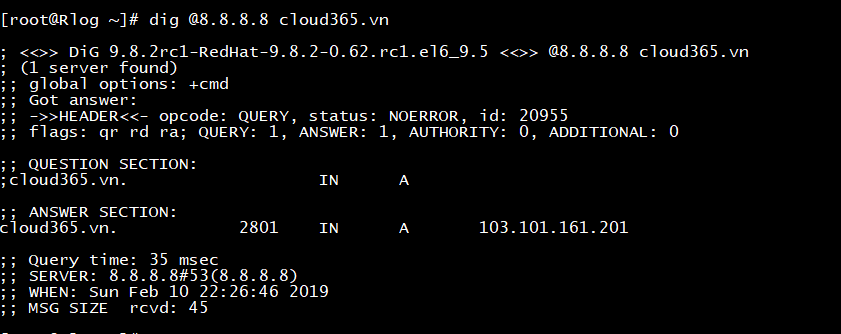 [root@Rlog ~]# dig @8.8.8.8 cloud365.vn
; <<>> DiG 9.8.2rc1-RedHat-9.8.2-0.62.rc1.el6_9.5 <<>> @8.8.8.8 cloud365.vn
; (1 server found)
;; global options: +cmd
;; Got answer:
;; ->>HEADER<<- opcode: QUERY, status: NOERROR, id: 20955
;; flags: qr rd ra; QUERY: 1, ANSWER: 1, AUTHORITY: 0, ADDITIONAL: 0
;; QUESTION SECTION:
;cloud365.vn. IN A
;; ANSWER SECTION:
cloud365.vn. 2801 IN A 103.101.161.201
;; Query time: 35 msec
;; SERVER: 8.8.8.8#53(8.8.8.8)
;; WHEN: Sun Feb 10 22:26:46 2019
;; MSG SIZE rcvd: 45